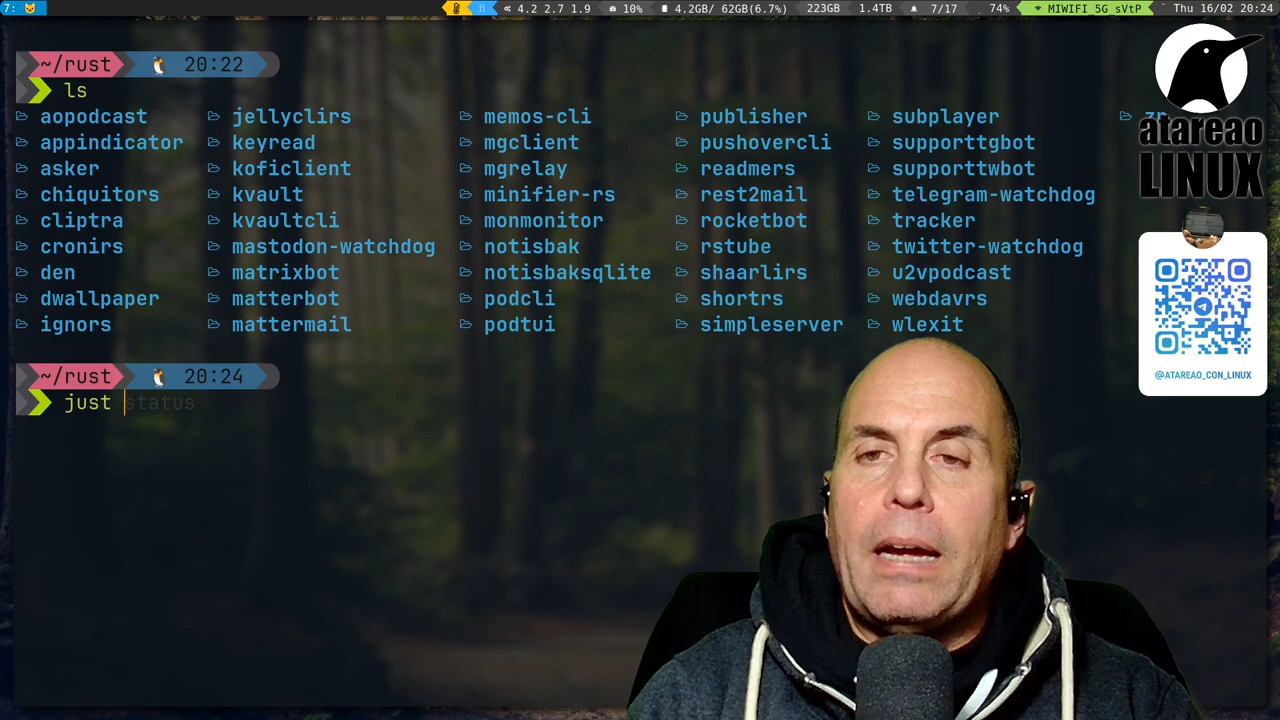 7:
4.2 2.7 1.9 10% 4.2GB/ 62GB(6.7%) 223GB 1.4TB 7/17 74% MIWIFI 5G sVtP Thu 16/02 20:24
~/rust 20:22
ls
aopodcast jellyclirs memos-cli publisher subplayer
appindicator keyread mgclient pushovercli supporttgbot
asker koficlient mgrelay readmers supporttwbot
chiquitors kvault minifier-rs rest2mail telegram-watchdog
cliptra kvaultcli monmonitor rocketbot tracker
cronirs mastodon-watchdog notisbak rstube twitter-watchdog
den matrixbot notisbaksqlite shaarlirs u2vpodcast
dwallpaper matterbot podcli shortrs webdavrs
ignors mattermail podtui simpleserver wlexit
~/rust 20:24
just status
atareao
LINUX
@ATAREAO_CON_LINUX